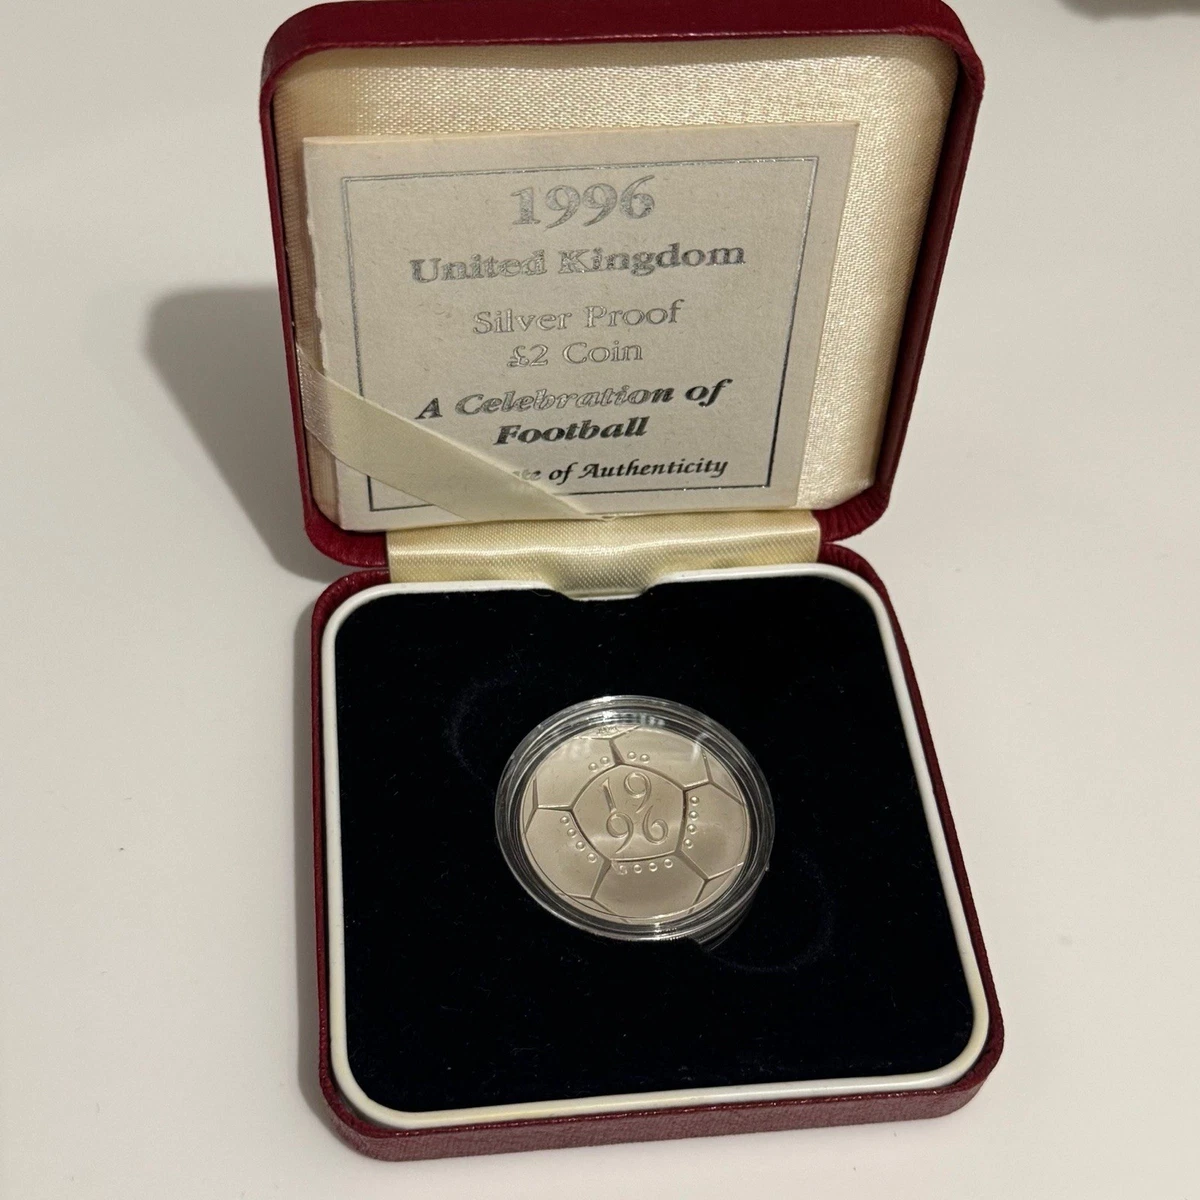 1996
United Kingdom
Silver Proof
£2 Coin
A Celebration of
Football
of Authenticity
19
96